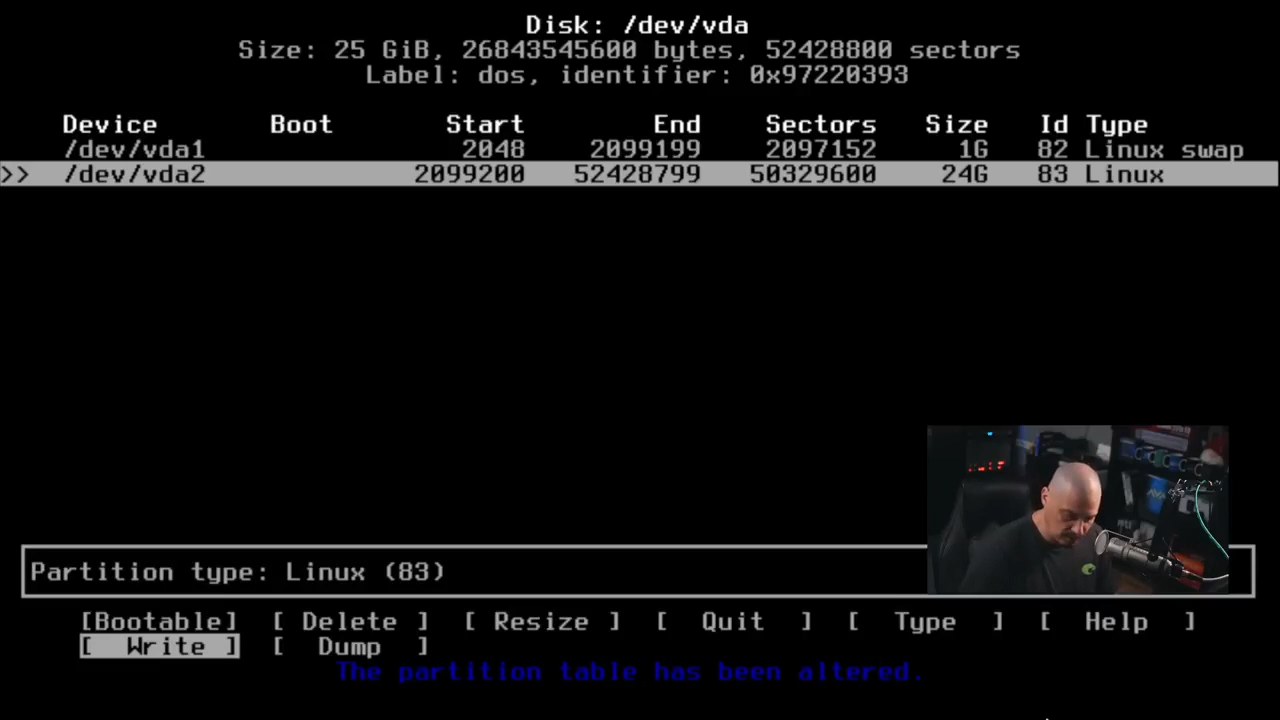 Disk: /dev/vda
Size: 25 GiB, 26843545600 bytes, 52428800 sectors
Label: dos, identifier: 0x97220393
Device Boot Start End Sectors Size Id Type
/dev/vda1 2048 2099199 2097152 1G 82 Linux swap
>> /dev/vda2 2099200 52428799 50329600 24G 83 Linux
Partition type: Linux (83)
[Bootable] [ Delete ] [ Resize ] [ Quit ] [ Type ] [ Help ]
[ Write ] [ Dump ]
The partition table has been altered.